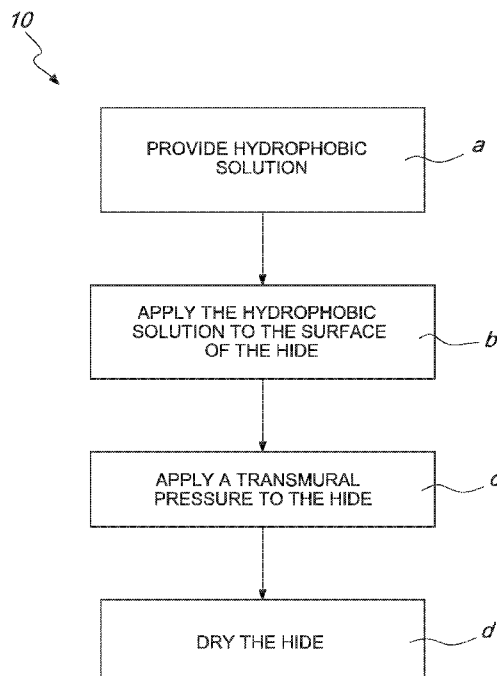 10
PROVIDE HYDROPHOBIC
SOLUTION
a
APPLY THE HYDROPHOBIC
SOLUTION TO THE SURFACE
OF THE HIDE
b
APPLY A TRANSMURAL
PRESSURE TO THE HIDE
c
DRY THE HIDE
d